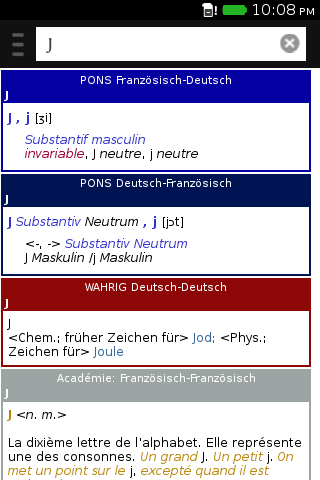 10:08 PM
J
PONS Französisch-Deutsch
J
J , j [ʒi]
Substantif masculin
invariable, J neutre, j neutre
PONS Deutsch-Französisch
J
J Substantiv Neutrum , j [jɔt]
<-, -> Substantiv Neutrum
J Maskulin /j Maskulin
WAHRIG Deutsch-Deutsch
J
J
<Chem.; früher Zeichen für> Jod; <Phys.;
Zeichen für> Joule
Académie: Französisch-Französisch
J
J <n. m.>
La dixième lettre de l'alphabet. Elle représente
une des consonnes. Un grand J. Un petit j. On
met un point sur le j, excepté quand il est